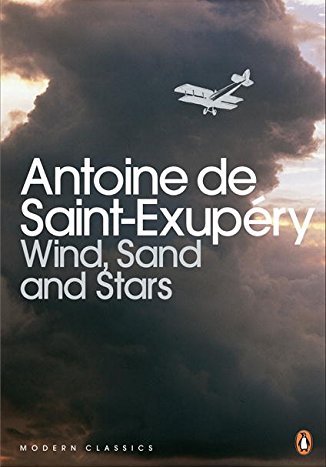 Antoine de
Saint-Exupéry
Wind, Sand
and Stars
MODERN CLASSICS